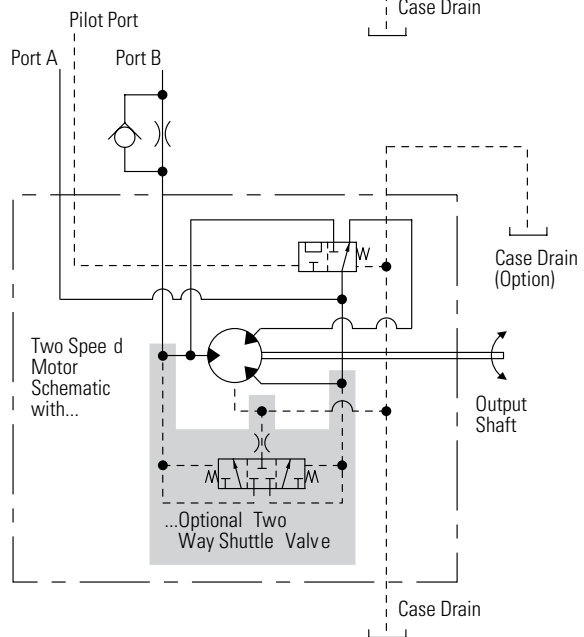 Case Drain
Pilot Port
Port A
Port B
Case Drain
(Option)
Two Spee d
Motor
Schematic
with...
Output
Shaft
...Optional Two
Way Shuttle Valve
Case Drain